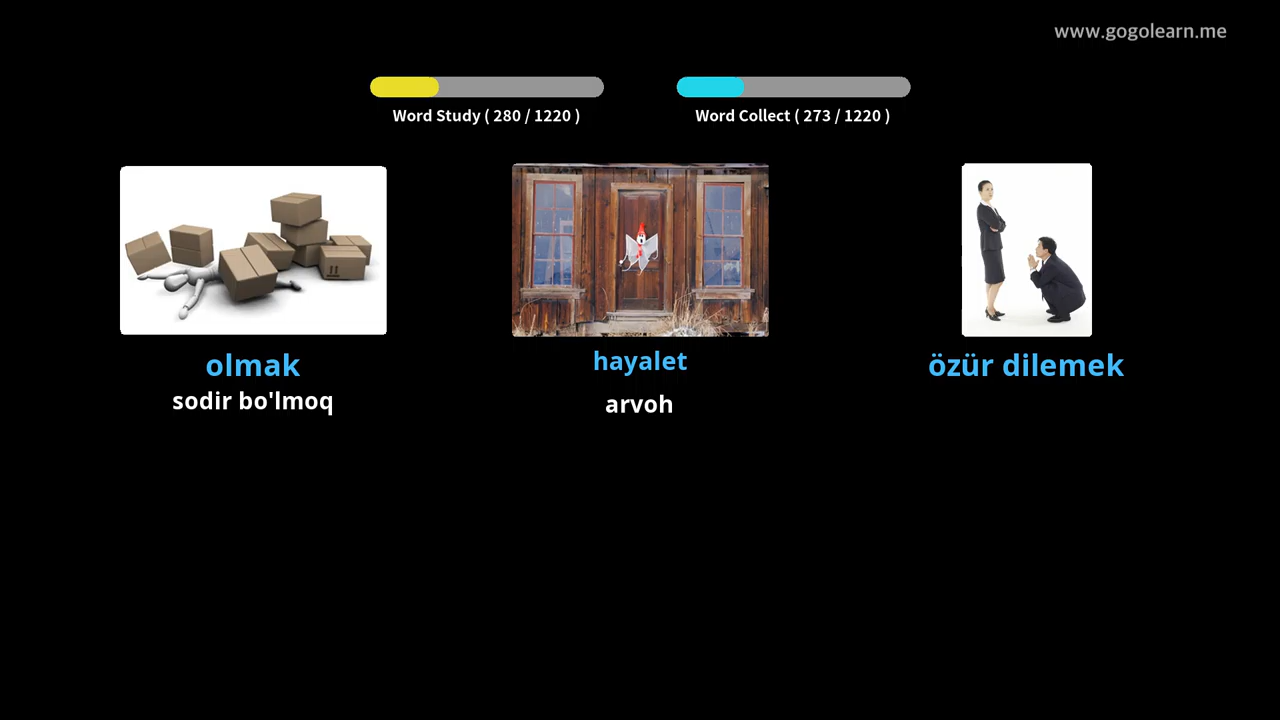 www.gogolearn.me
Word Study ( 280 / 1220 )
Word Collect ( 273 / 1220 )
olmak
sodir bo'lmoq
hayalet
arvoh
özür dilemek